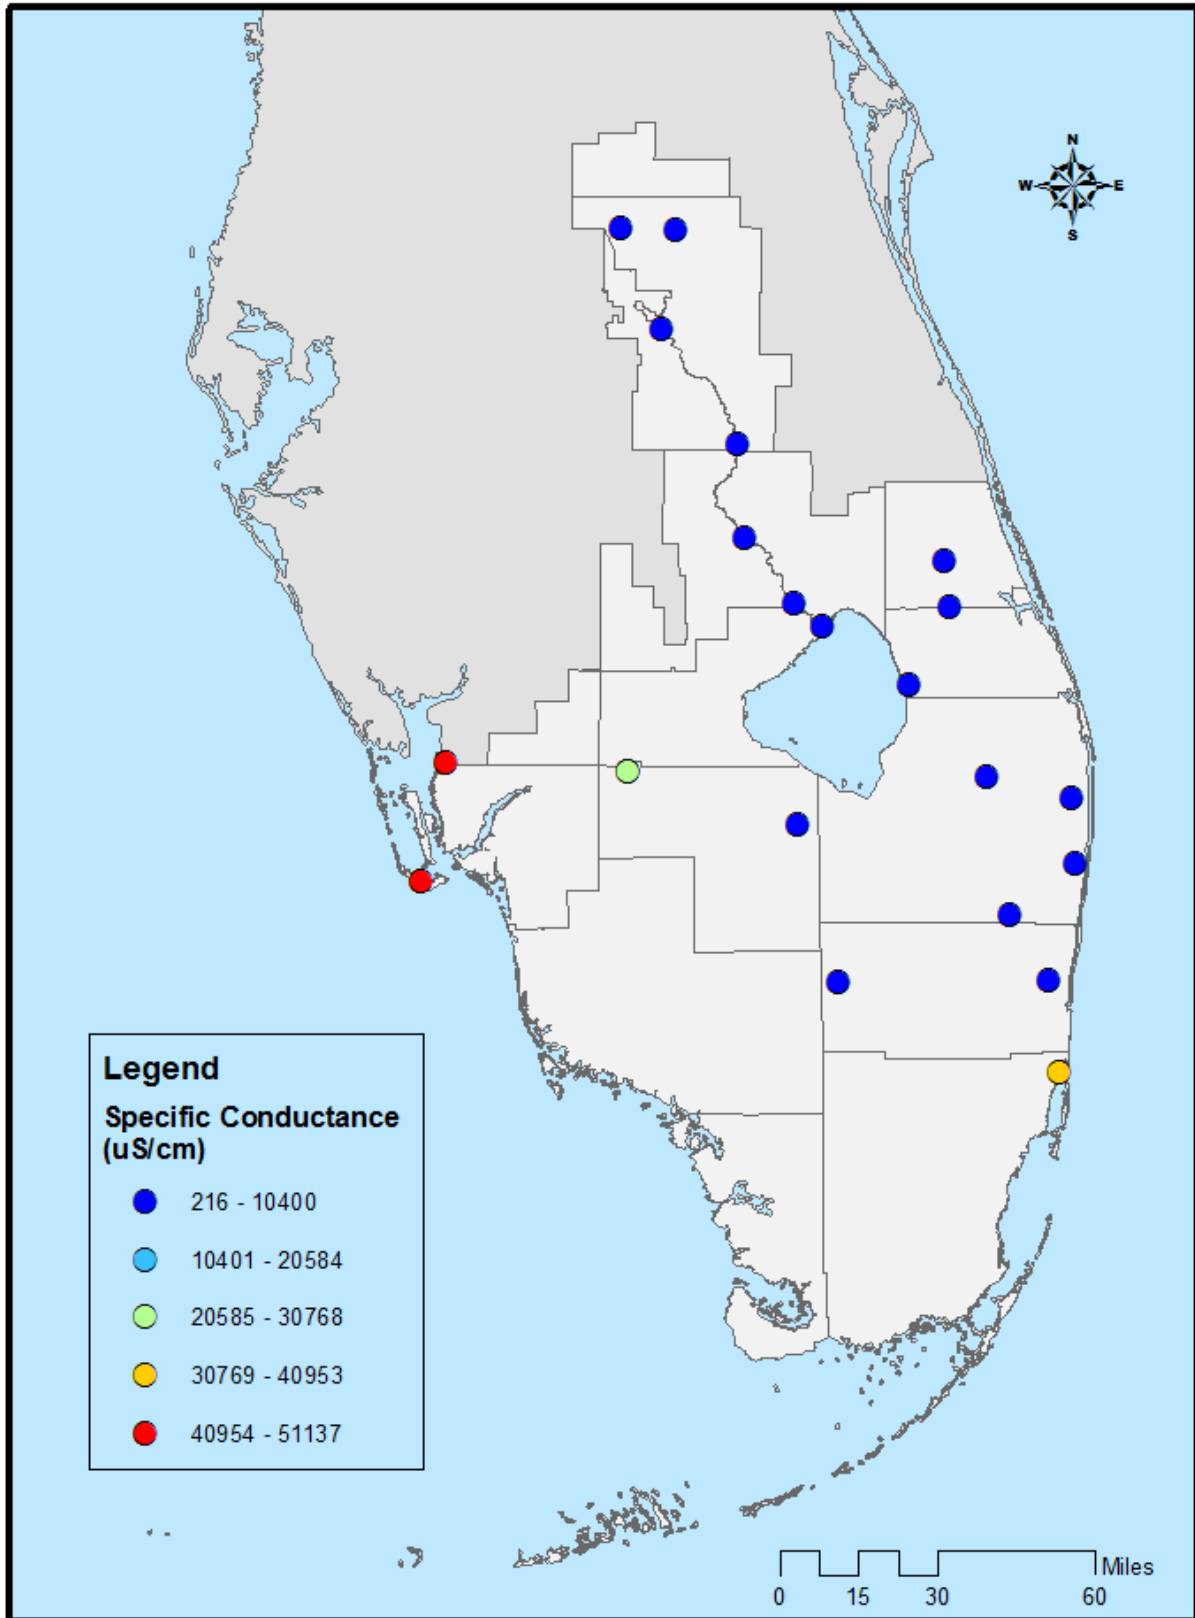 N
W E
S
Legend
Specific Conductance
(uS/cm)
216 - 10400
10401 - 20584
20585 - 30768
30769 - 40953
40954 - 51137
Miles
0 15 30 60